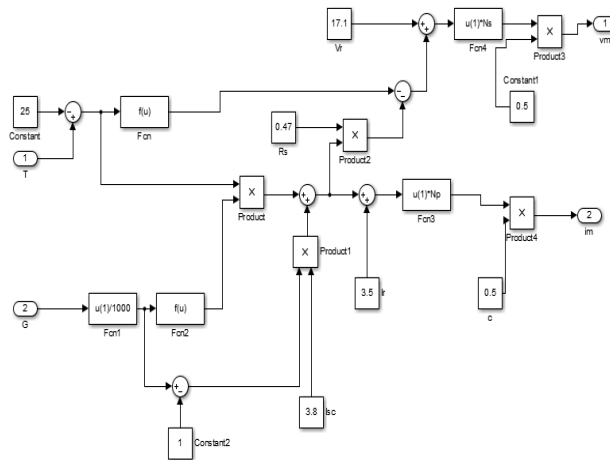 17.1
Vr
u(1)*Ns
Fcn4
X
Product3
1
vm
Constant1
0.5
25
Constant
1
T
f(u)
Fcn
0.47
Rs
X
Product2
X
Product
u(1)*Np
Fcn3
X
Product4
2
im
X
Product1
3.5
Ir
0.5
c
2
G
u(1)/1000
Fcn1
f(u)
Fcn2
1
Constant2
3.8
Isc